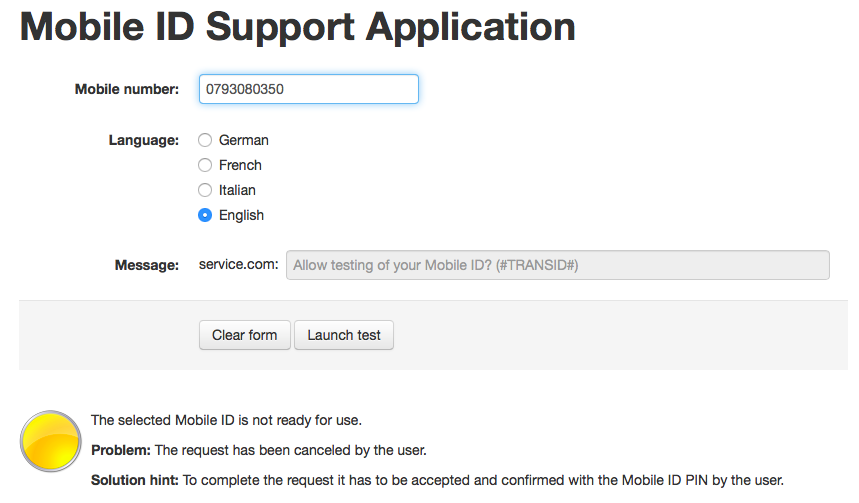 Mobile ID Support Application
Mobile number: 0793080350
Language: German
French
Italian
English
Message: service.com: Allow testing of your Mobile ID? (#TRANSID#)
Clear form Launch test
The selected Mobile ID is not ready for use.
Problem: The request has been canceled by the user.
Solution hint: To complete the request it has to be accepted and confirmed with the Mobile ID PIN by the user.